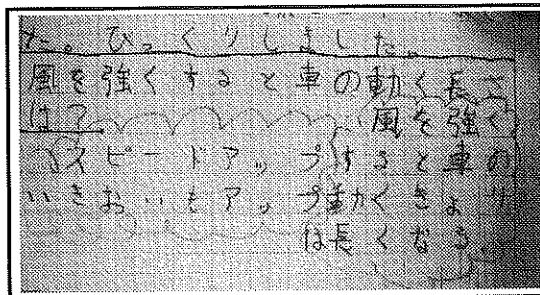 た。びっくりしました。
風を強くすると車の動く長さ
は？ 風を強く
スピードアップ すると車の
いきおいもアップ 動くきょり
は長くなる。